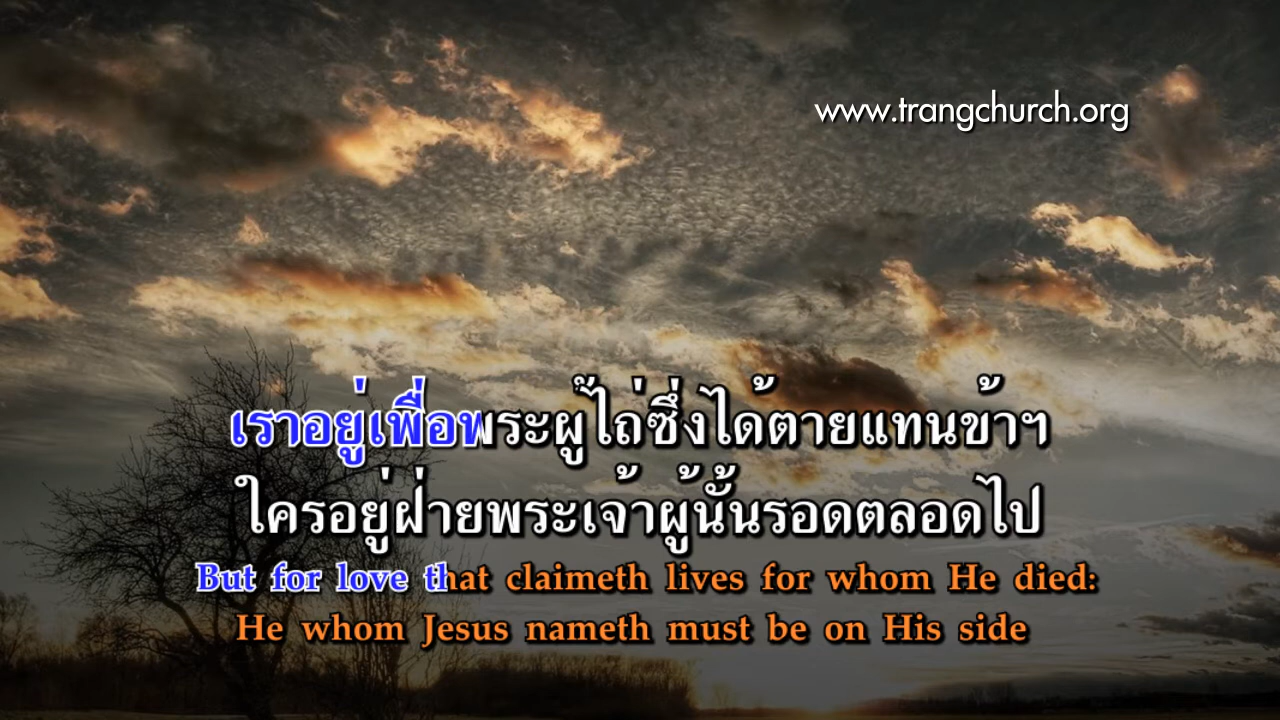 www.trangchurch.org
เราอยู่เพื่อพระผู๊ไถ่ซึ่งได้ตายแทนข้าฯ
ใครอยู่ฝ่ายพระเจ้าผู้นั้นรอดตลอดไป
But for love that claimeth lives for whom He died:
He whom Jesus nameth must be on His side